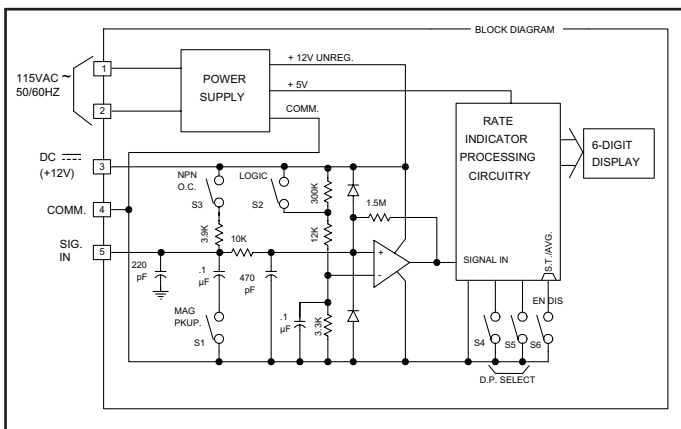 BLOCK DIAGRAM
115VAC ~
50/60HZ
1
2
POWER
SUPPLY
+ 12V UNREG.
+ 5V
COMM.
RATE
INDICATOR
PROCESSING
CIRCUITRY
6-DIGIT
DISPLAY
DC
(+12V)
3
COMM.
4
SIG.
IN
5
NPN
O.C.
S3
LOGIC
S2
300K
1.5M
3.9K
10K
12K
+
-
SIGNAL IN
S.T./AVG.
220
pF
.1
µF
470
pF
MAG
PKUP.
S1
.1
µF
3.3K
EN DIS
S4
S5
S6
D.P. SELECT